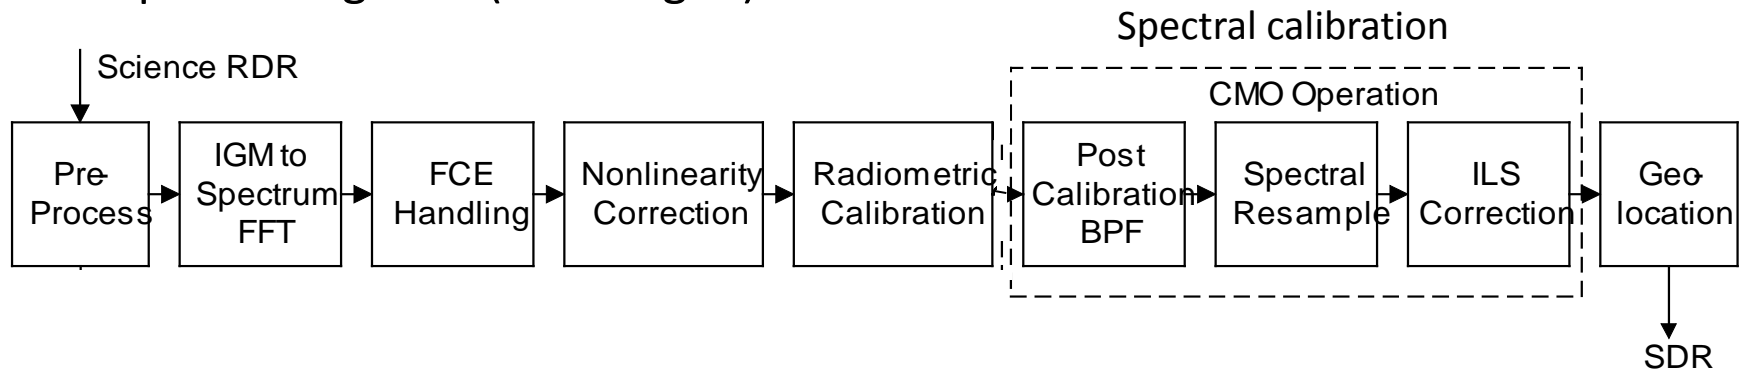 Spectral calibration
Science RDR
CMO Operation
Pre-
Process
IGM to
Spectrum
FFT
FCE
Handling
Nonlinearity
Correction
Radiometric
Calibration
Post
Calibration
BPF
Spectral
Resample
ILS
Correction
Geo-
location
SDR